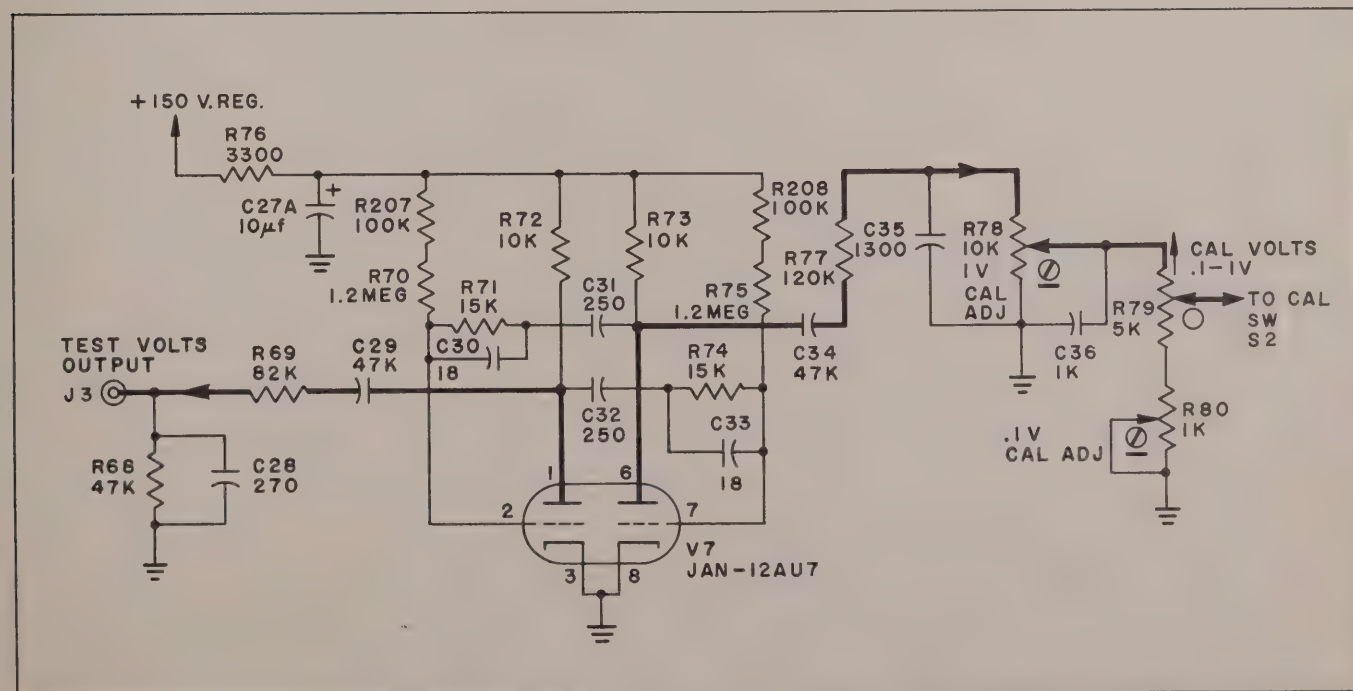 +150 V. REG.
R76
3300
C27A
10μf
+
R207
100K
R70
1.2MEG
R71
15K
C30
18
R72
10K
C31
250
R73
10K
R208
100K
R75
1.2MEG
R77
120K
C35
1300
R78
10K
1V
CAL
ADJ
CAL VOLTS
.1-1V
TO CAL
SW
S2
R79
5K
C36
1K
R80
1K
.1V
CAL ADJ
TEST VOLTS
OUTPUT
J3
R69
82K
C29
47K
C32
250
R74
15K
C33
18
C34
47K
R68
47K
C28
270
1
6
2
7
3
8
V7
JAN-12AU7